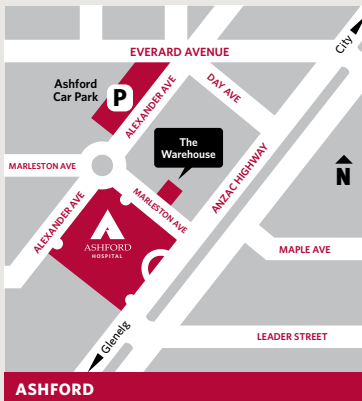 City
EVERARD AVENUE
Ashford
Car Park
P
ALEXANDER AVE
DAY AVE
The
Warehouse
MARLESTON AVE
ANZAC HIGHWAY
N
ALEXANDER AVE
MARLESTON AVE
ASHFORD
HOSPITAL
MAPLE AVE
Glenelg
LEADER STREET
ASHFORD